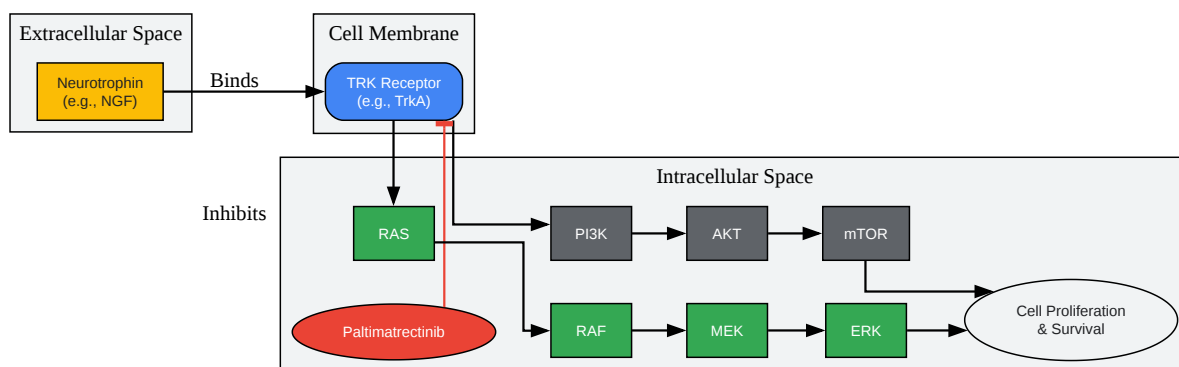 Extracellular Space
Neurotrophin
(e.g., NGF)
Binds
Cell Membrane
TRK Receptor
(e.g., TrkA)
Intracellular Space
Inhibits
RAS
PI3K
AKT
mTOR
Paltimatrectinib
RAF
MEK
ERK
Cell Proliferation
& Survival